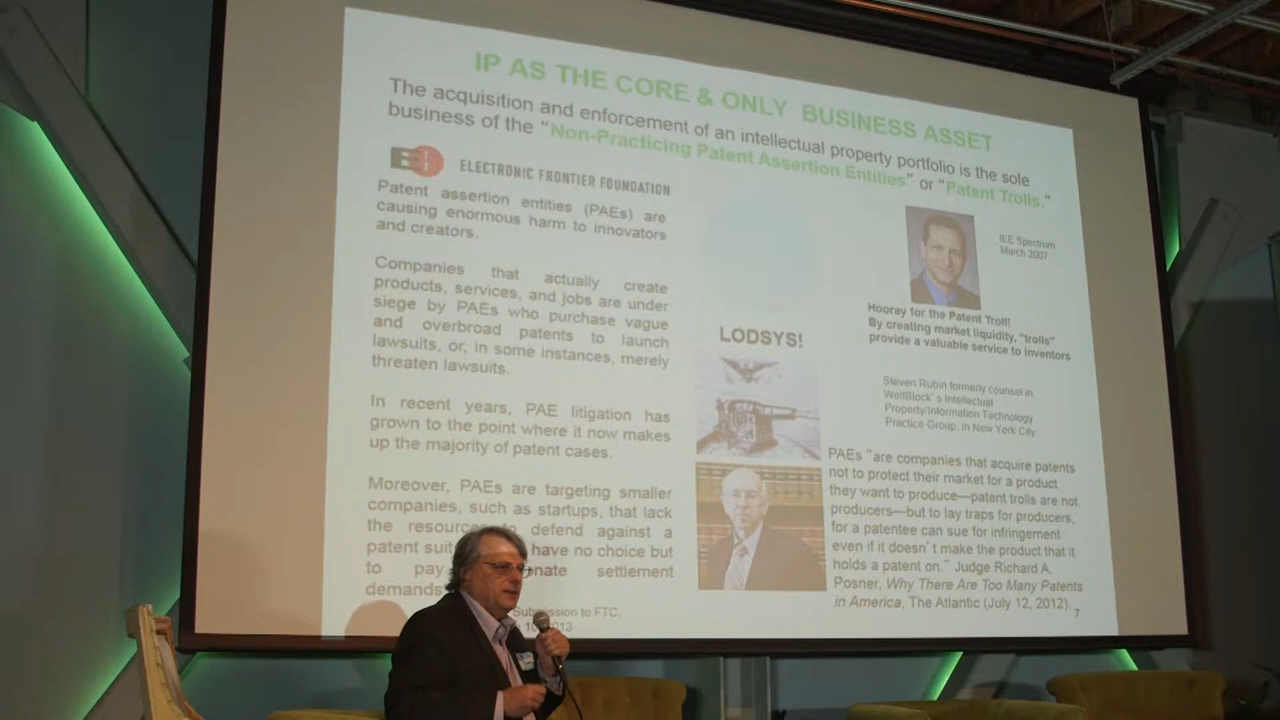 IP AS THE CORE & ONLY BUSINESS ASSET
The acquisition and enforcement of an intellectual property portfolio is the sole
business of the “Non-Practicing Patent Assertion Entities” or “Patent Trolls.”
ELECTRONIC FRONTIER FOUNDATION
Patent assertion entities (PAEs) are
causing enormous harm to innovators
and creators.
Companies that actually create
products, services, and jobs are under
siege by PAEs who purchase vague
and overbroad patents to launch
lawsuits, or, in some instances, merely
threaten lawsuits.
In recent years, PAE litigation has
grown to the point where it now makes
up the majority of patent cases.
Moreover, PAEs are targeting smaller
companies, such as startups, that lack
the defend against a
patent have no choice but
to pay settlement
demands
Submission to FTC,
LODSYS!
IEE Spectrum
March 2007
Hooray for the Patent Troll!
By creating market liquidity, "trolls"
provide a valuable service to inventors
Steven Rubin formerly counsel in
WolfBlock's Intellectual
Property/Information Technology
Practice Group, in New York City
PAEs "are companies that acquire patents
not to protect their market for a product
they want to produce—patent trolls are not
producers—but to lay traps for producers,
for a patentee can sue for infringement
even if it doesn't make the product that it
holds a patent on." Judge Richard A.
Posner, Why There Are Too Many Patents
in America, The Atlantic (July 12, 2012).
7